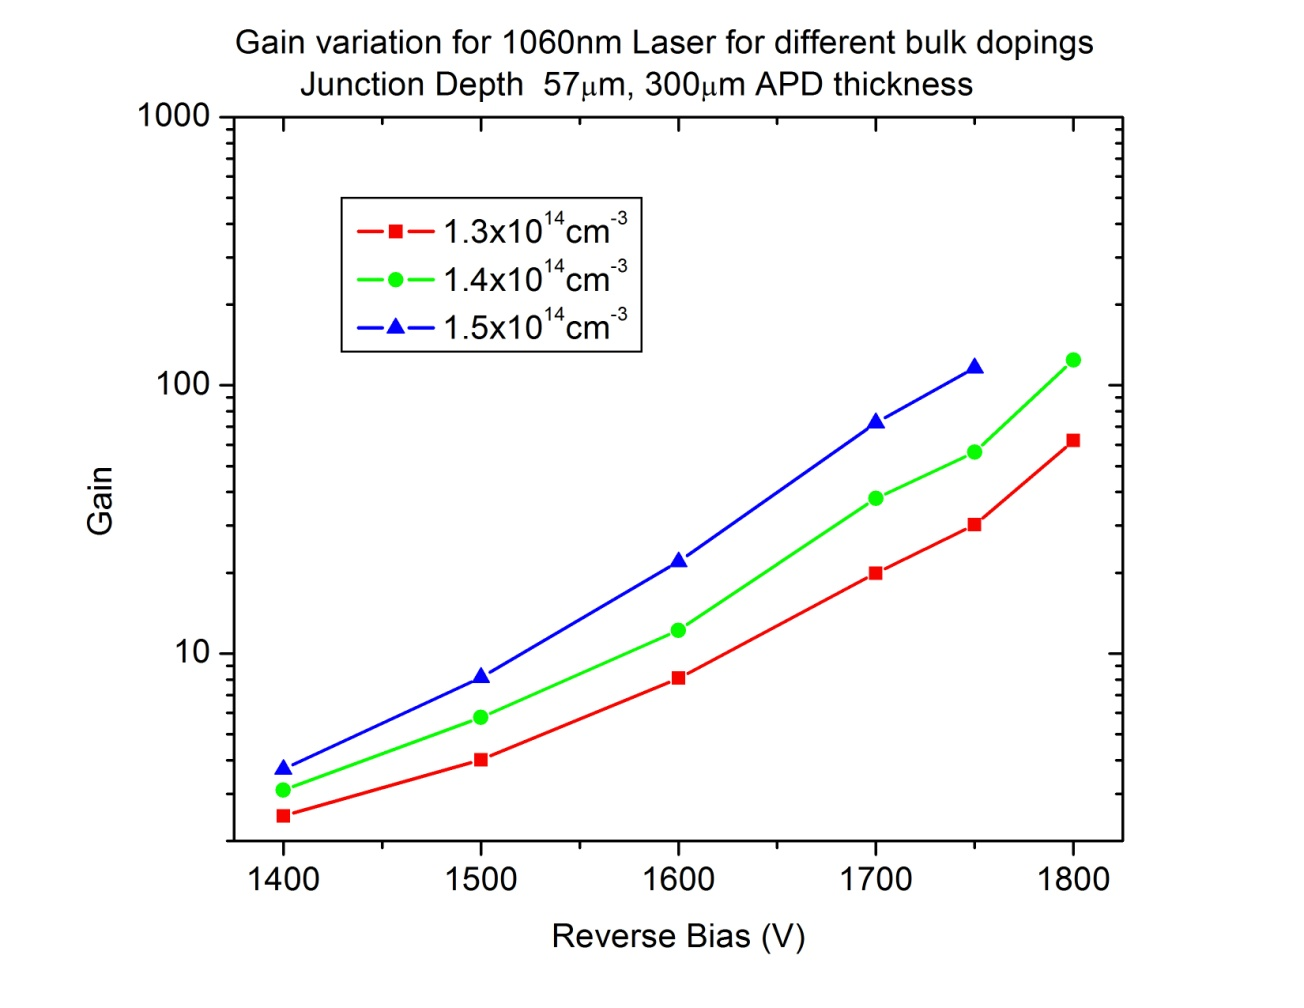 Gain variation for 1060nm Laser for different bulk dopings
Junction Depth 57μm, 300μm APD thickness
1000
100
10
Gain
1.3x10¹⁴cm⁻³
1.4x10¹⁴cm⁻³
1.5x10¹⁴cm⁻³
1400 1500 1600 1700 1800
Reverse Bias (V)